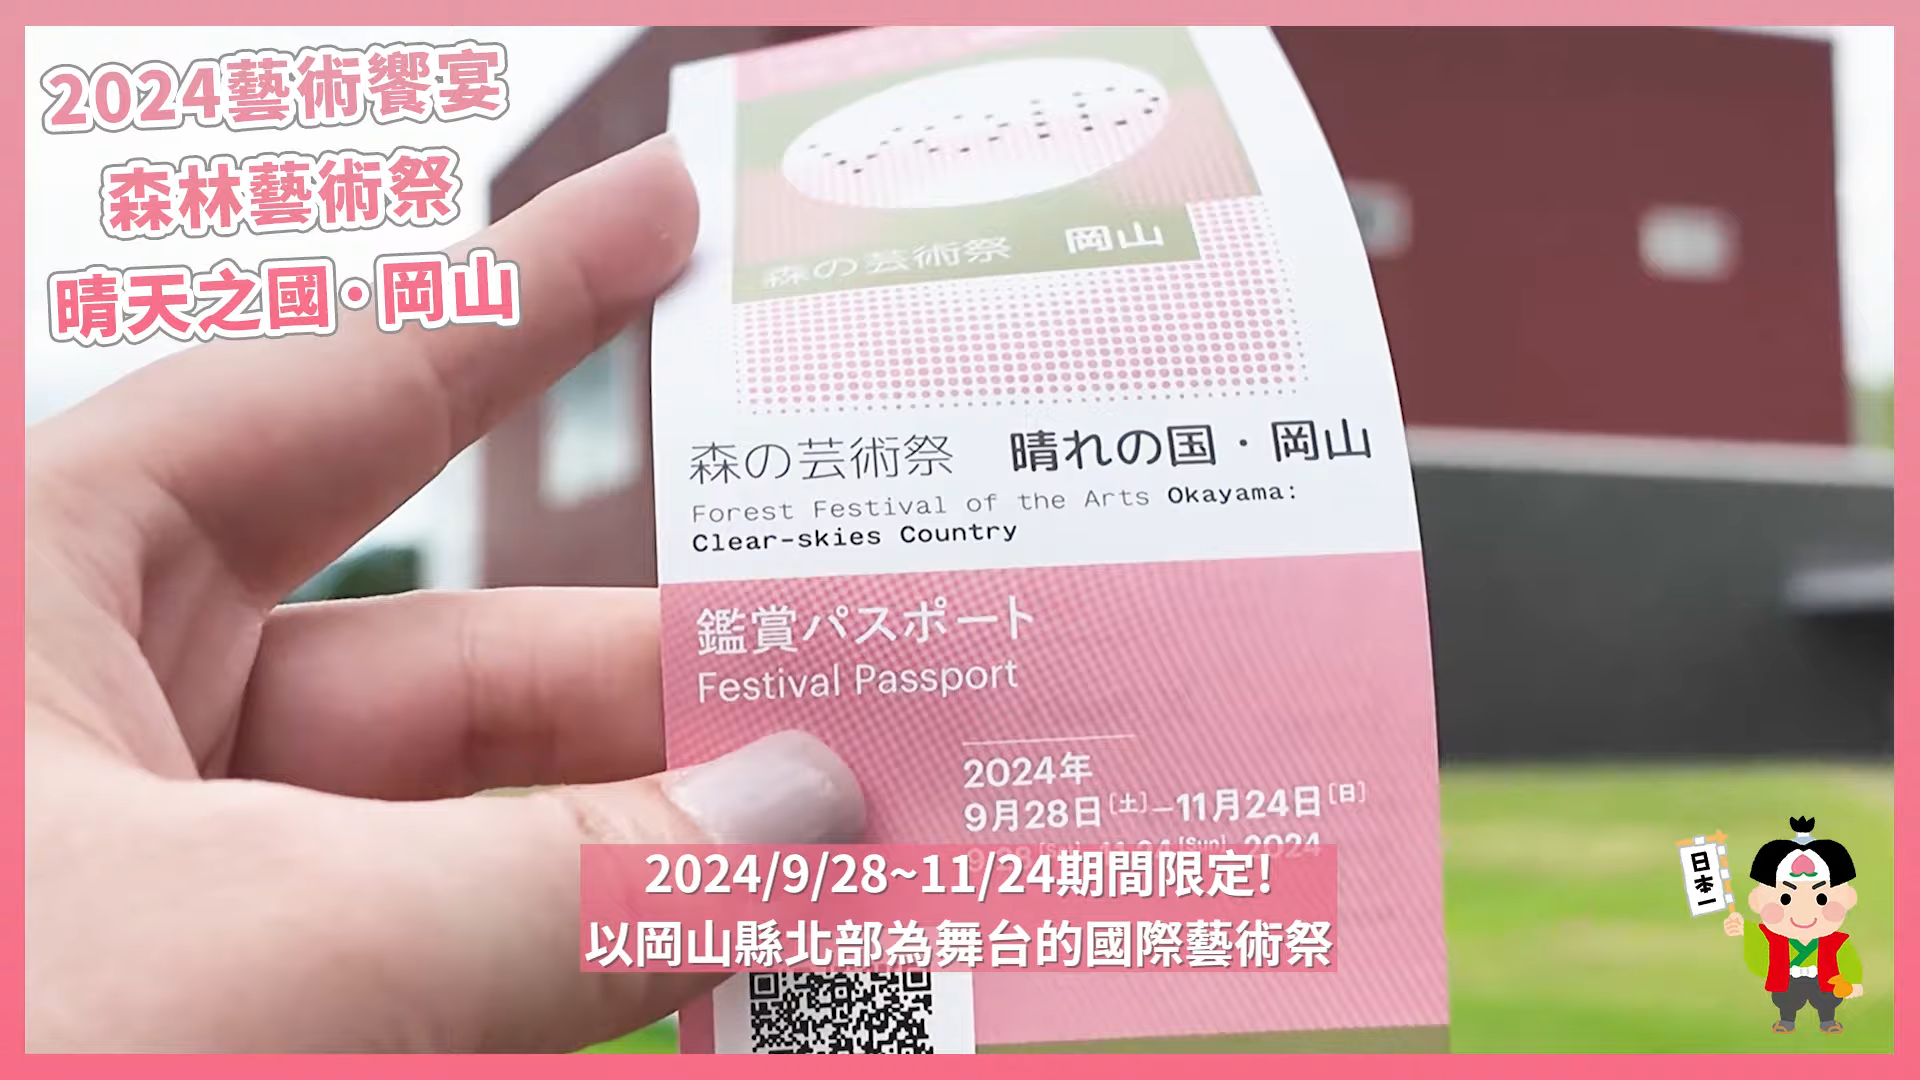 2024藝術饗宴
森林藝術祭
晴天之國·岡山
森の芸術祭 岡山
森の芸術祭 晴れの国・岡山
Forest Festival of the Arts Okayama:
Clear-skies Country
鑑賞パスポート
Festival Passport
2024年
9月28日[土]—11月24日[日]
2024/9/28~11/24期間限定!
以岡山縣北部為舞台的國際藝術祭
日本一